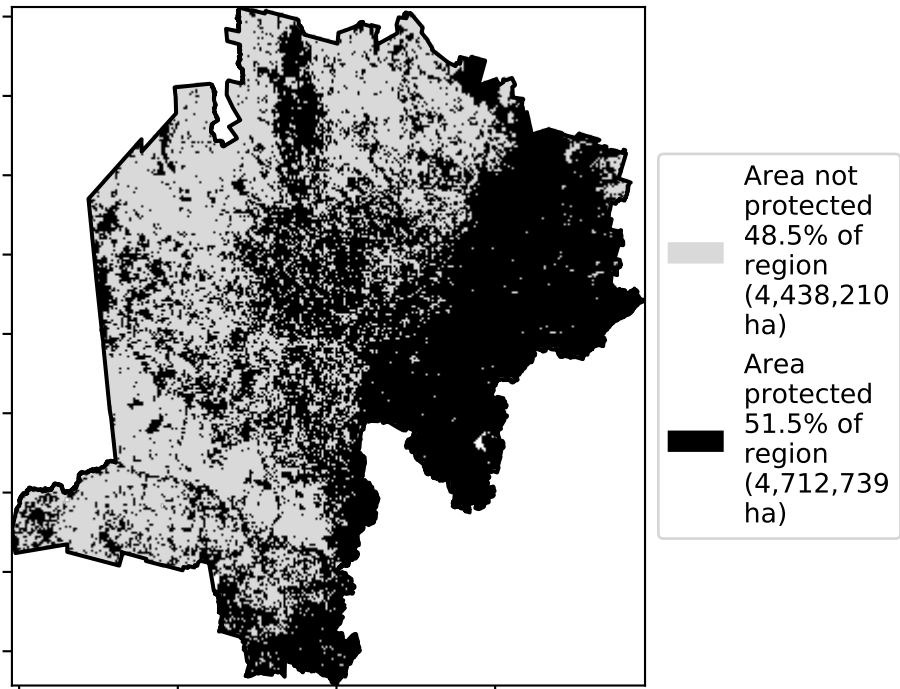 Area not
protected
48.5% of
region
(4,438,210
ha)
Area
protected
51.5% of
region
(4,712,739
ha)